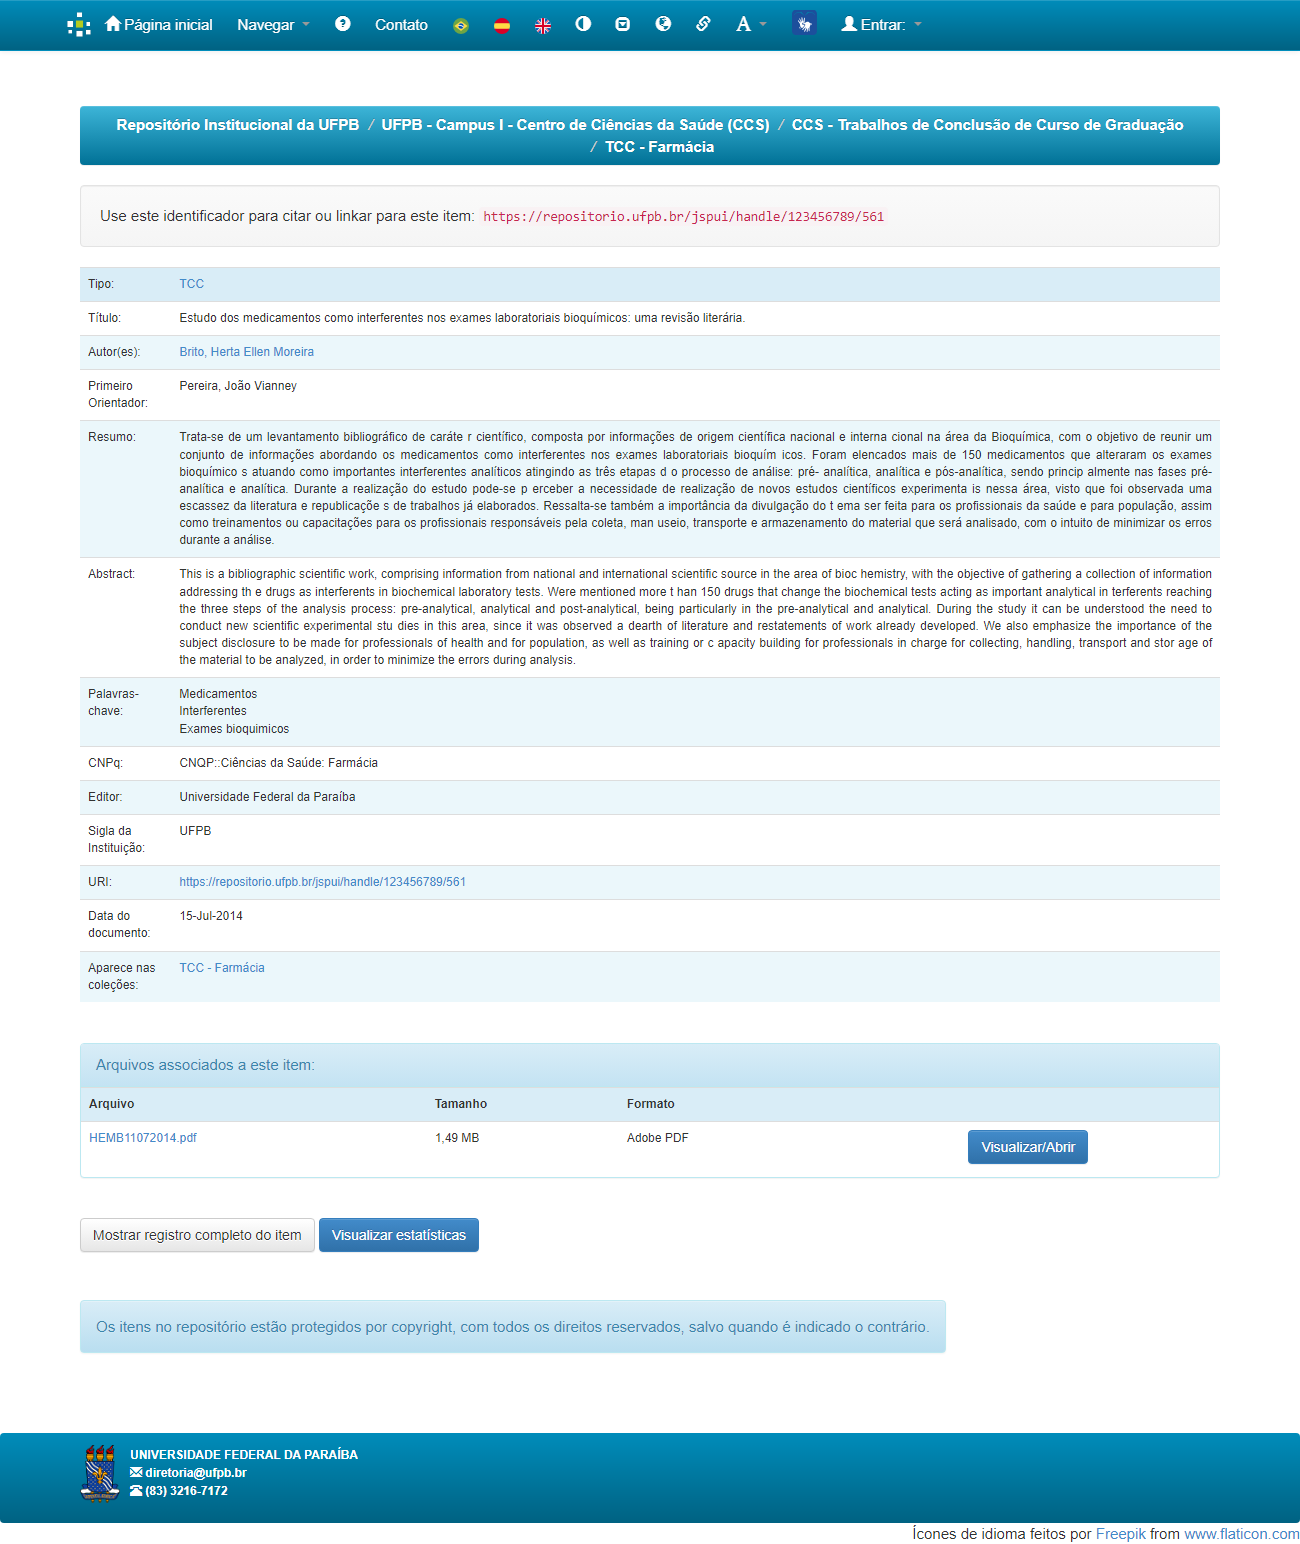 Página inicial Navegar Contato A Entrar:
Repositório Institucional da UFPB / UFPB - Campus I - Centro de Ciências da Saúde (CCS) / CCS - Trabalhos de Conclusão de Curso de Graduação
/ TCC - Farmácia
Use este identificador para citar ou linkar para este item: https://repositorio.ufpb.br/jspui/handle/123456789/561
Tipo: TCC
Título: Estudo dos medicamentos como interferentes nos exames laboratoriais bioquímicos: uma revisão literária.
Autor(es): Brito, Herta Ellen Moreira
Primeiro Orientador: Pereira, João Vianney
Resumo: Trata-se de um levantamento bibliográfico de caráte r científico, composta por informações de origem científica nacional e interna cional na área da Bioquímica, com o objetivo de reunir um
conjunto de informações abordando os medicamentos como interferentes nos exames laboratoriais bioquím icos. Foram elencados mais de 150 medicamentos que alteraram os exames
bioquímico s atuando como importantes interferentes analíticos atingindo as três etapas d o processo de análise: pré- analítica, analítica e pós-analítica, sendo princip almente nas fases pré-
analítica e analítica. Durante a realização do estudo pode-se p erceber a necessidade de realização de novos estudos científicos experimenta is nessa área, visto que foi observada uma
escassez da literatura e republicaçõe s de trabalhos já elaborados. Ressalta-se também a importância da divulgação do t ema ser feita para os profissionais da saúde e para população, assim
como treinamentos ou capacitações para os profissionais responsáveis pela coleta, man useio, transporte e armazenamento do material que será analisado, com o intuito de minimizar os erros
durante a análise.
Abstract: This is a bibliographic scientific work, comprising information from national and international scientific source in the area of bioc hemistry, with the objective of gathering a collection of information
addressing th e drugs as interferents in biochemical laboratory tests. Were mentioned more t han 150 drugs that change the biochemical tests acting as important analytical in terferents reaching
the three steps of the analysis process: pre-analytical, analytical and post-analytical, being particularly in the pre-analytical and analytical. During the study it can be understood the need to
conduct new scientific experimental stu dies in this area, since it was observed a dearth of literature and restatements of work already developed. We also emphasize the importance of the
subject disclosure to be made for professionals of health and for population, as well as training or c apacity building for professionals in charge for collecting, handling, transport and stor age of
the material to be analyzed, in order to minimize the errors during analysis.
Palavras-chave: Medicamentos
Interferentes
Exames bioquimicos
CNPq: CNQP::Ciências da Saúde: Farmácia
Editor: Universidade Federal da Paraíba
Sigla da Instituição: UFPB
URI: https://repositorio.ufpb.br/jspui/handle/123456789/561
Data do documento: 15-Jul-2014
Aparece nas coleções: TCC - Farmácia
Arquivos associados a este item:
Arquivo Tamanho Formato
HEMB11072014.pdf 1,49 MB Adobe PDF Visualizar/Abrir
Mostrar registro completo do item Visualizar estatísticas
Os itens no repositório estão protegidos por copyright, com todos os direitos reservados, salvo quando é indicado o contrário.
UNIVERSIDADE FEDERAL DA PARAÍBA
diretoria@ufpb.br
(83) 3216-7172
Ícones de idioma feitos por Freepik from www.flaticon.com